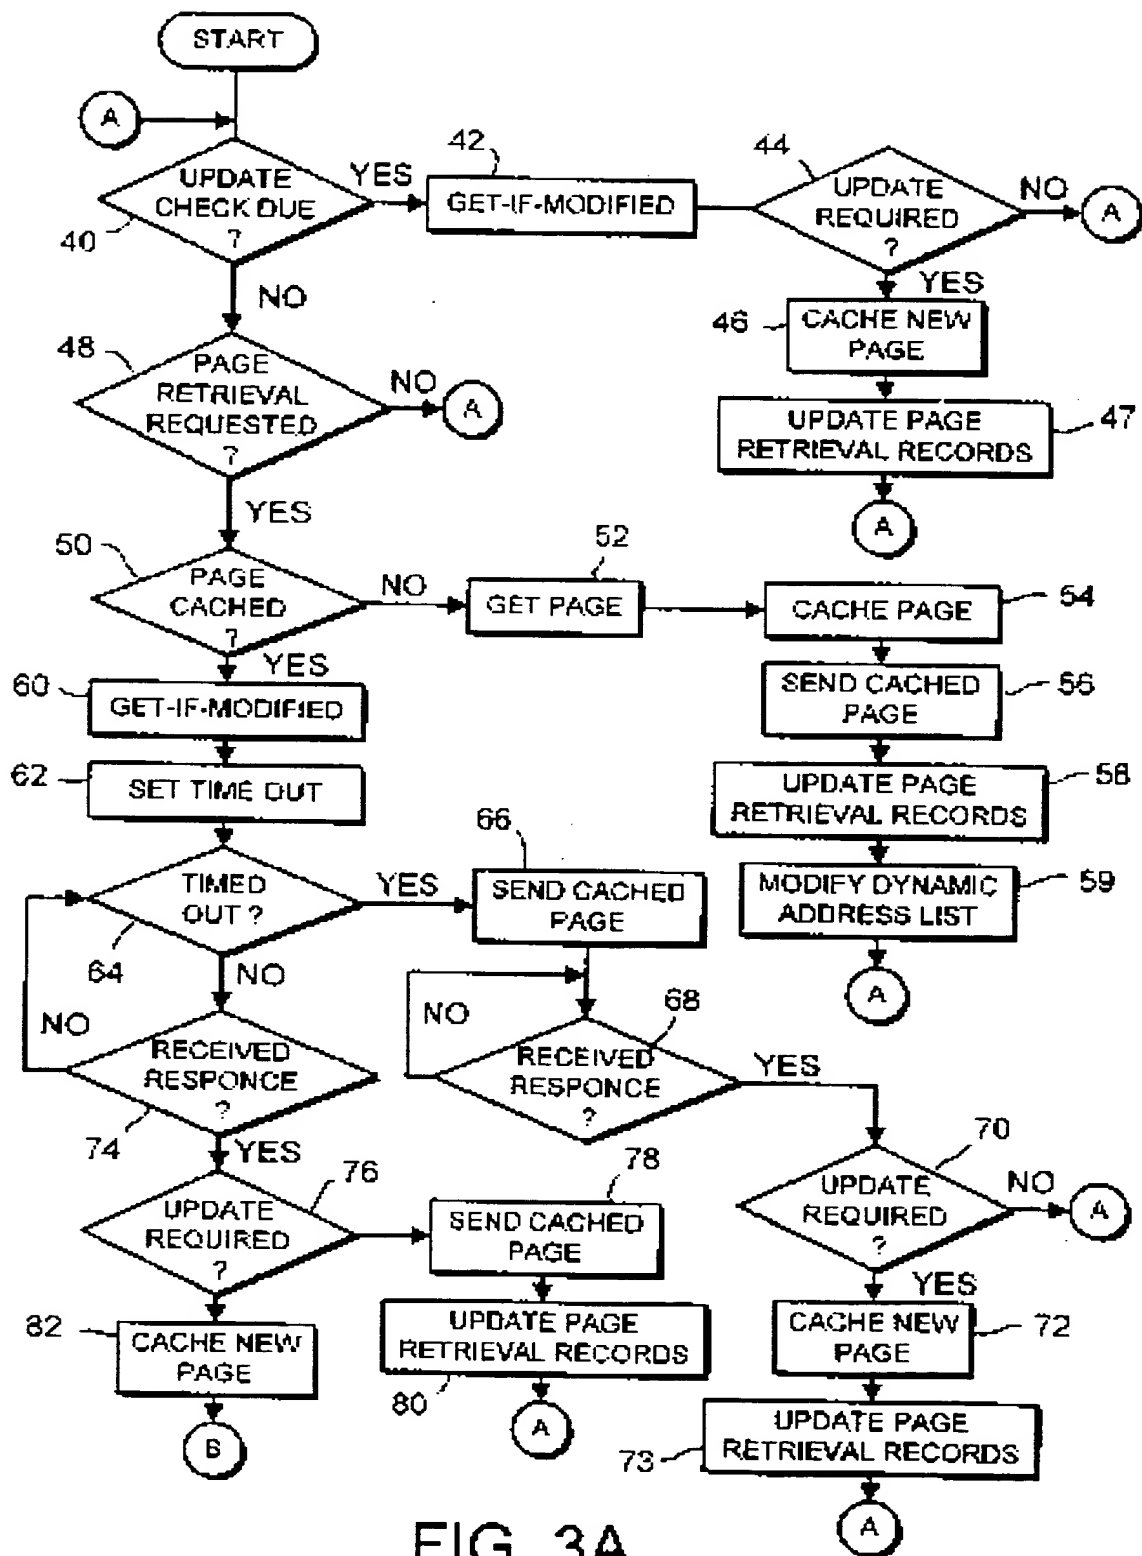 START
A
UPDATE
CHECK DUE
?
40
YES
42
GET-IF-MODIFIED
44
UPDATE
REQUIRED
?
NO
A
YES
46
CACHE NEW
PAGE
UPDATE PAGE
RETRIEVAL RECORDS
47
A
NO
48
PAGE
RETRIEVAL
REQUESTED
?
NO
A
YES
50
PAGE
CACHED
?
NO
52
GET PAGE
CACHE PAGE
54
SEND CACHED
PAGE
56
UPDATE PAGE
RETRIEVAL RECORDS
58
MODIFY DYNAMIC
ADDRESS LIST
59
A
YES
60
GET-IF-MODIFIED
62
SET TIME OUT
TIMED
OUT ?
64
YES
66
SEND CACHED
PAGE
NO
NO
RECEIVED
RESPONCE
?
74
NO
68
RECEIVED
RESPONCE
?
YES
YES
76
UPDATE
REQUIRED
?
78
SEND CACHED
PAGE
UPDATE PAGE
RETRIEVAL RECORDS
80
A
82
CACHE NEW
PAGE
B
70
UPDATE
REQUIRED
?
NO
A
YES
CACHE NEW
PAGE
72
UPDATE PAGE
RETRIEVAL RECORDS
73
A
FIG. 3A